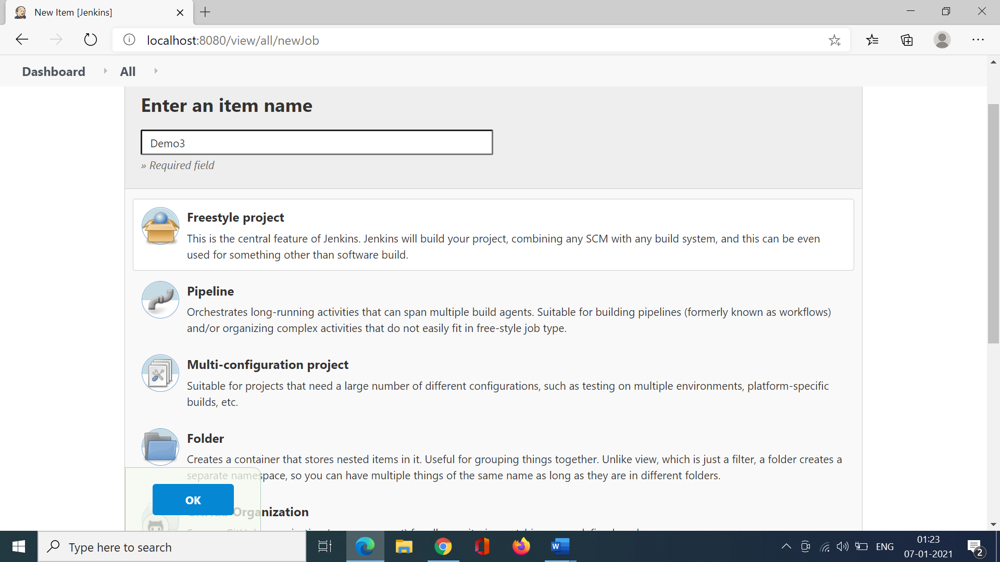 New Item [Jenkins]
localhost:8080/view/all/newJob
Dashboard All
Enter an item name
Demo3
» Required field
Freestyle project
This is the central feature of Jenkins. Jenkins will build your project, combining any SCM with any build system, and this can be even
used for something other than software build.
Pipeline
Orchestrates long-running activities that can span multiple build agents. Suitable for building pipelines (formerly known as workflows)
and/or organizing complex activities that do not easily fit in free-style job type.
Multi-configuration project
Suitable for projects that need a large number of different configurations, such as testing on multiple environments, platform-specific
builds, etc.
Folder
Creates a container that stores nested items in it. Useful for grouping things together. Unlike view, which is just a filter, a folder creates a
separate namespace, so you can have multiple things of the same name as long as they are in different folders.
OK
GitHub Organization
Type here to search
W
ENG
01:23
07-01-2021
2